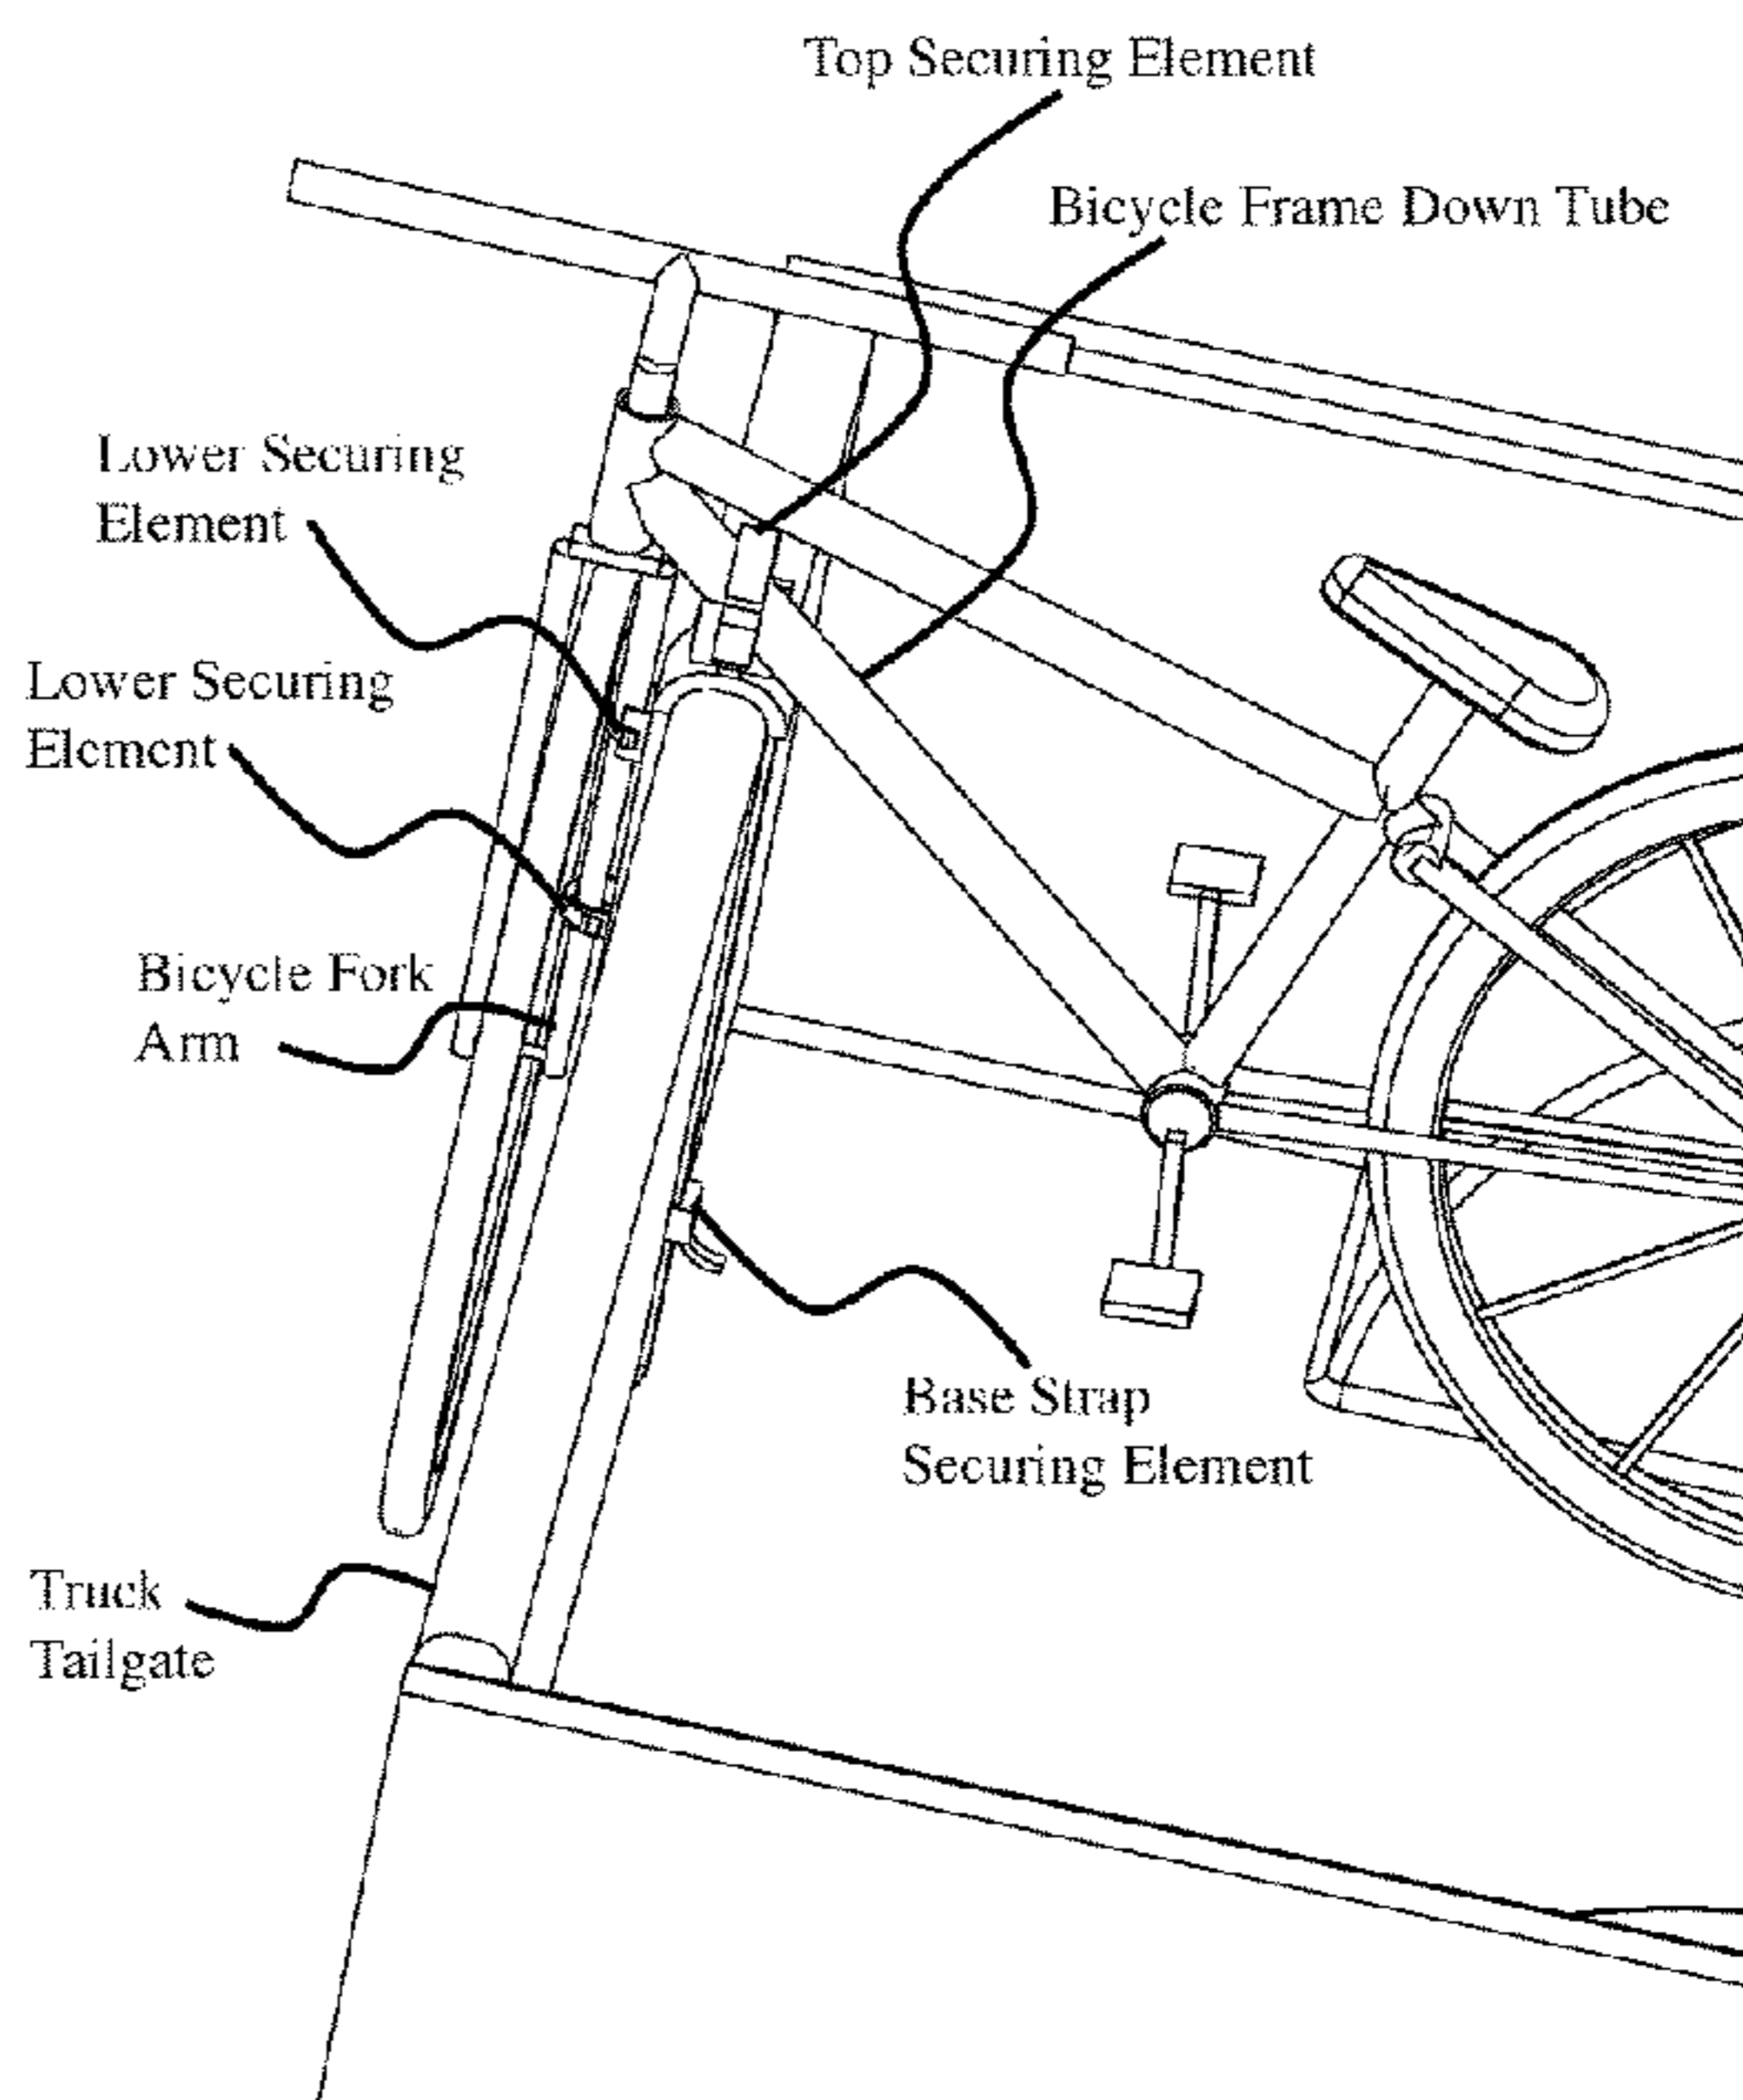 Top Securing Element
Bicycle Frame Down Tube
Lower Securing
Element
Lower Securing
Element
Bicycle Fork
Arm
Base Strap
Securing Element
Truck
Tailgate